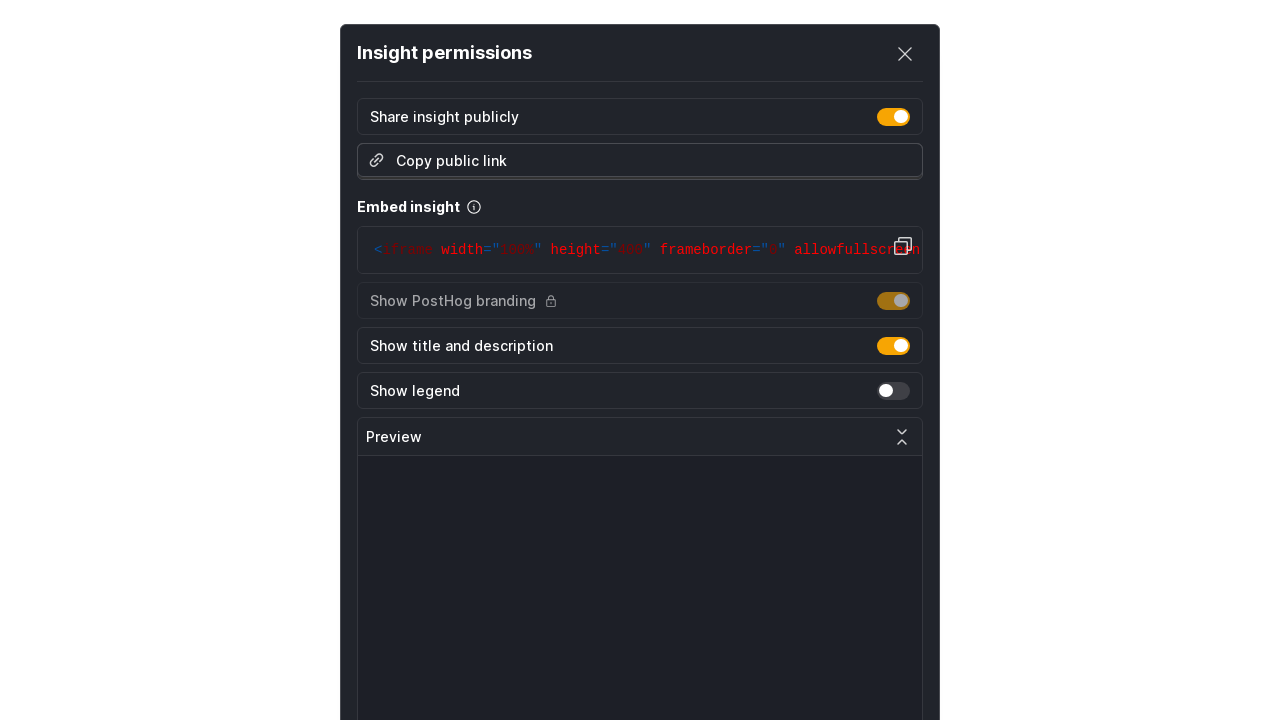 Insight permissions
Share insight publicly
Copy public link
Embed insight
<iframe width="100%" height="400" frameborder="0" allowfullscreen
Show PostHog branding
Show title and description
Show legend
Preview